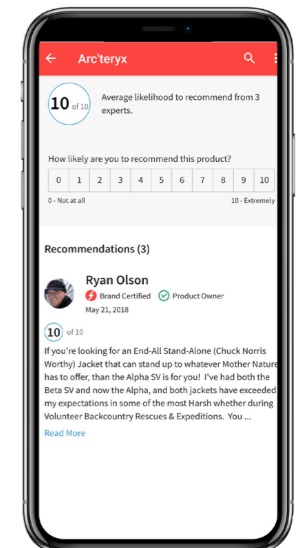 Arc'teryx
10 of 10
Average likelihood to recommend from 3
experts.
How likely are you to recommend this product?
0 1 2 3 4 5 6 7 8 9 10
0 - Not at all 10 - Extremely
Recommendations (3)
Ryan Olson
Brand Certified Product Owner
May 21, 2018
10 of 10
If you're looking for an End-All Stand-Alone (Chuck Norris
Worthy) Jacket that can stand up to whatever Mother Nature
has to offer, than the Alpha SV is for you! I've had both the
Beta SV and now the Alpha, and both jackets have exceeded
my expectations in some of the most Harsh whether during
Volunteer Backcountry Rescues & Expeditions. You ...
Read More